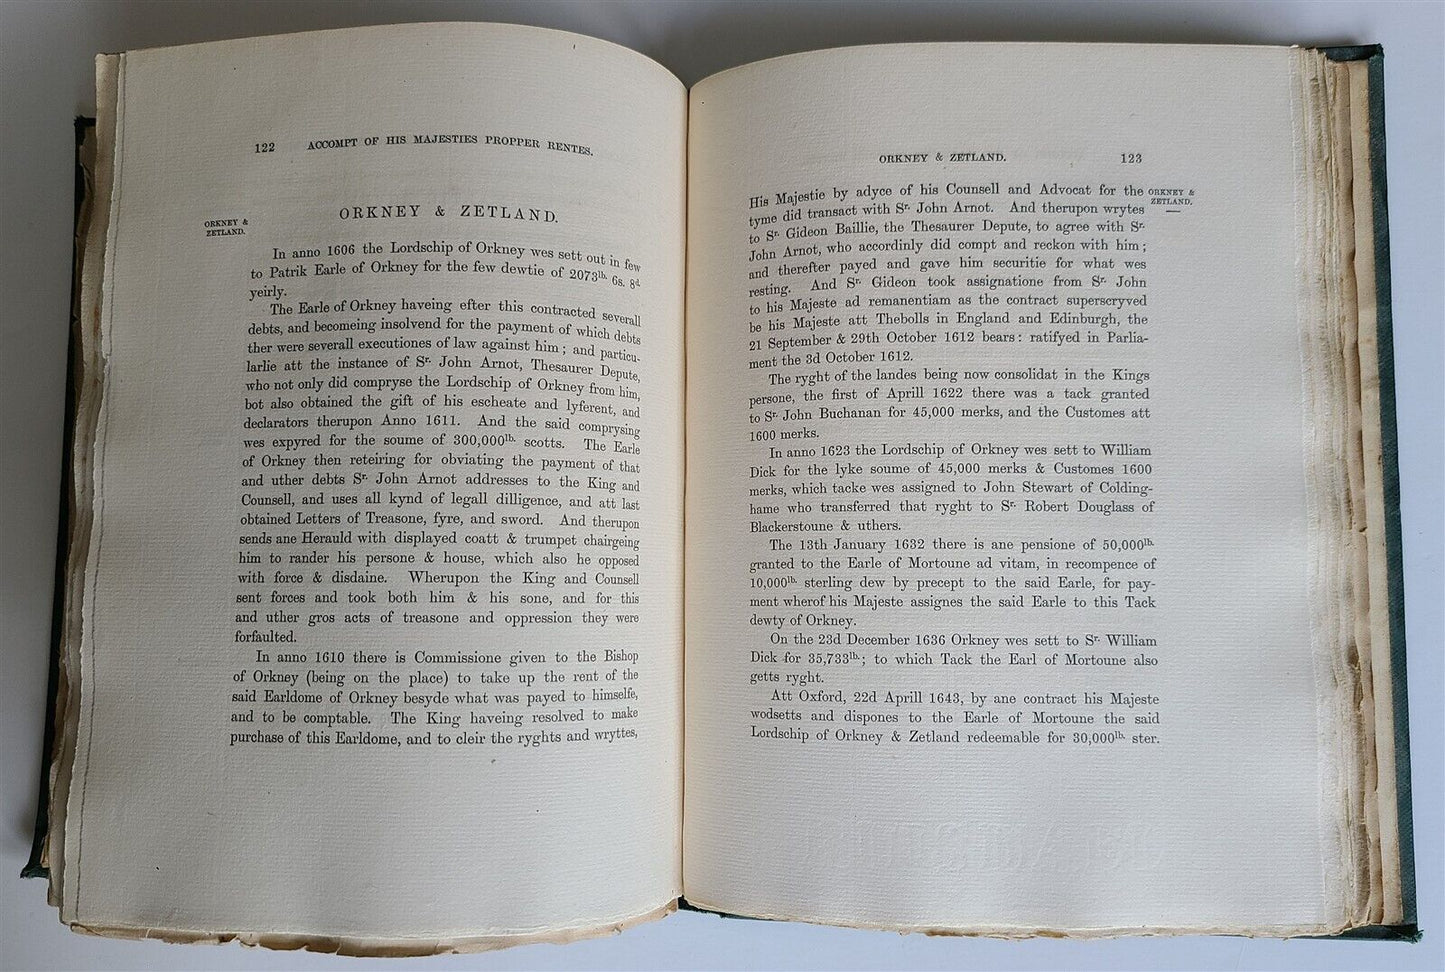 122 ACCOMPT OF HIS MAJESTIES PROPPER RENTES.
ORKNEY & ZETLAND.
ORKNEY &
ZETLAND.
In anno 1606 the Lordschip of Orkney wes sett out in few
to Patrik Earle of Orkney for the few dewtie of 2073lb. 6s. 8d.
yeirly.
The Earle of Orkney haveing efter this contracted severall
debts, and becomeing insolvend for the payment of which debts
ther were severall executiones of law against him; and particu-
larlie att the instance of Sr. John Arnot, Thesaurer Depute,
who not only did compryse the Lordschip of Orkney from him,
bot also obtained the gift of his escheate and lyferent, and
declarators therupon Anno 1611. And the said comprysing
wes expyred for the soume of 300,000lb. scotts. The Earle
of Orkney then reteiring for obviating the payment of that
and uther debts Sr. John Arnot addresses to the King and
Counsell, and uses all kynd of legall dilligence, and att last
obtained Letters of Treasone, fyre, and sword. And therupon
sends ane Herauld with displayed coatt & trumpet chairgeing
him to rander his persone & house, which also he opposed
with force & disdaine. Wherupon the King and Counsell
sent forces and took both him & his sone, and for this
and uther gros acts of treasone and oppression they were
forfaulted.
In anno 1610 there is Commissione given to the Bishop
of Orkney (being on the place) to take up the rent of the
said Earldome of Orkney besyde what was payed to himselfe,
and to be comptable. The King haveing resolved to make
purchase of this Earldome, and to cleir the ryghts and wryttes,
ORKNEY & ZETLAND. 123
ORKNEY &
ZETLAND.
His Majestie by adyce of his Counsell and Advocat for the
tyme did transact with Sr. John Arnot. And therupon wrytes
to Sr. Gideon Baillie, the Thesaurer Depute, to agree with Sr.
John Arnot, who accordinly did compt and reckon with him;
and therefter payed and gave him securitie for what wes
resting. And Sr. Gideon took assignatione from Sr. John
to his Majeste ad remanentiam as the contract superscryved
be his Majeste att Thebolls in England and Edinburgh, the
21 September & 29th October 1612 bears: ratifyed in Parlia-
ment the 3d October 1612.
The ryght of the landes being now consolidat in the Kings
persone, the first of Aprill 1622 there was a tack granted
to Sr. John Buchanan for 45,000 merks, and the Customes att
1600 merks.
In anno 1623 the Lordschip of Orkney wes sett to William
Dick for the lyke soume of 45,000 merks & Customes 1600
merks, which tacke wes assigned to John Stewart of Colding-
hame who transferred that ryght to Sr. Robert Douglass of
Blackerstoune & uthers.
The 13th January 1632 there is ane pensione of 50,000lb.
granted to the Earle of Mortoune ad vitam, in recompence of
10,000lb. sterling dew by precept to the said Earle, for pay-
ment wherof his Majeste assignes the said Earle to this Tack
dewty of Orkney.
On the 23d December 1636 Orkney wes sett to Sr. William
Dick for 35,733lb.; to which Tack the Earl of Mortoune also
getts ryght.
Att Oxford, 22d Aprill 1643, by ane contract his Majeste
wodsetts and dispones to the Earle of Mortoune the said
Lordschip of Orkney & Zetland redeemable for 30,000lb. ster.